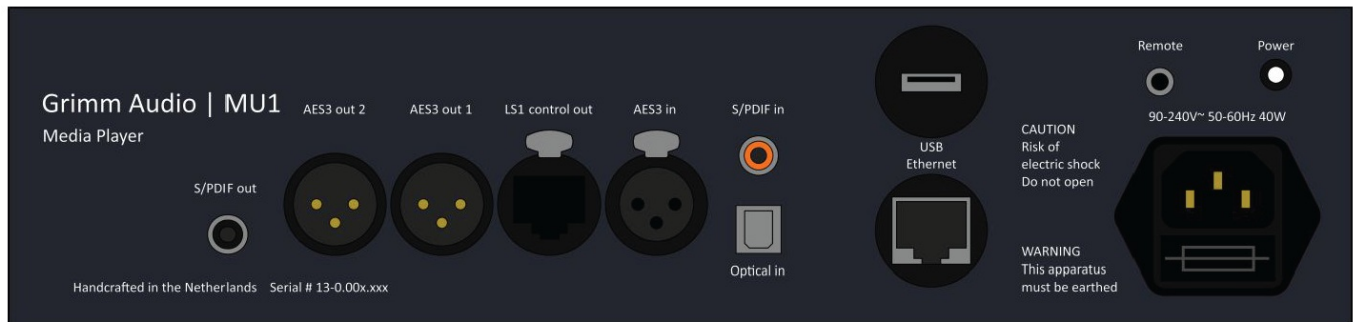 Grimm Audio | MU1
Media Player
AES3 out 2
AES3 out 1
LS1 control out
AES3 in
S/PDIF in
S/PDIF out
Optical in
Handcrafted in the Netherlands Serial # 13-0.00x.xxx
USB
Ethernet
CAUTION
Risk of
electric shock
Do not open
WARNING
This apparatus
must be earthed
Remote
Power
90-240V~ 50-60Hz 40W